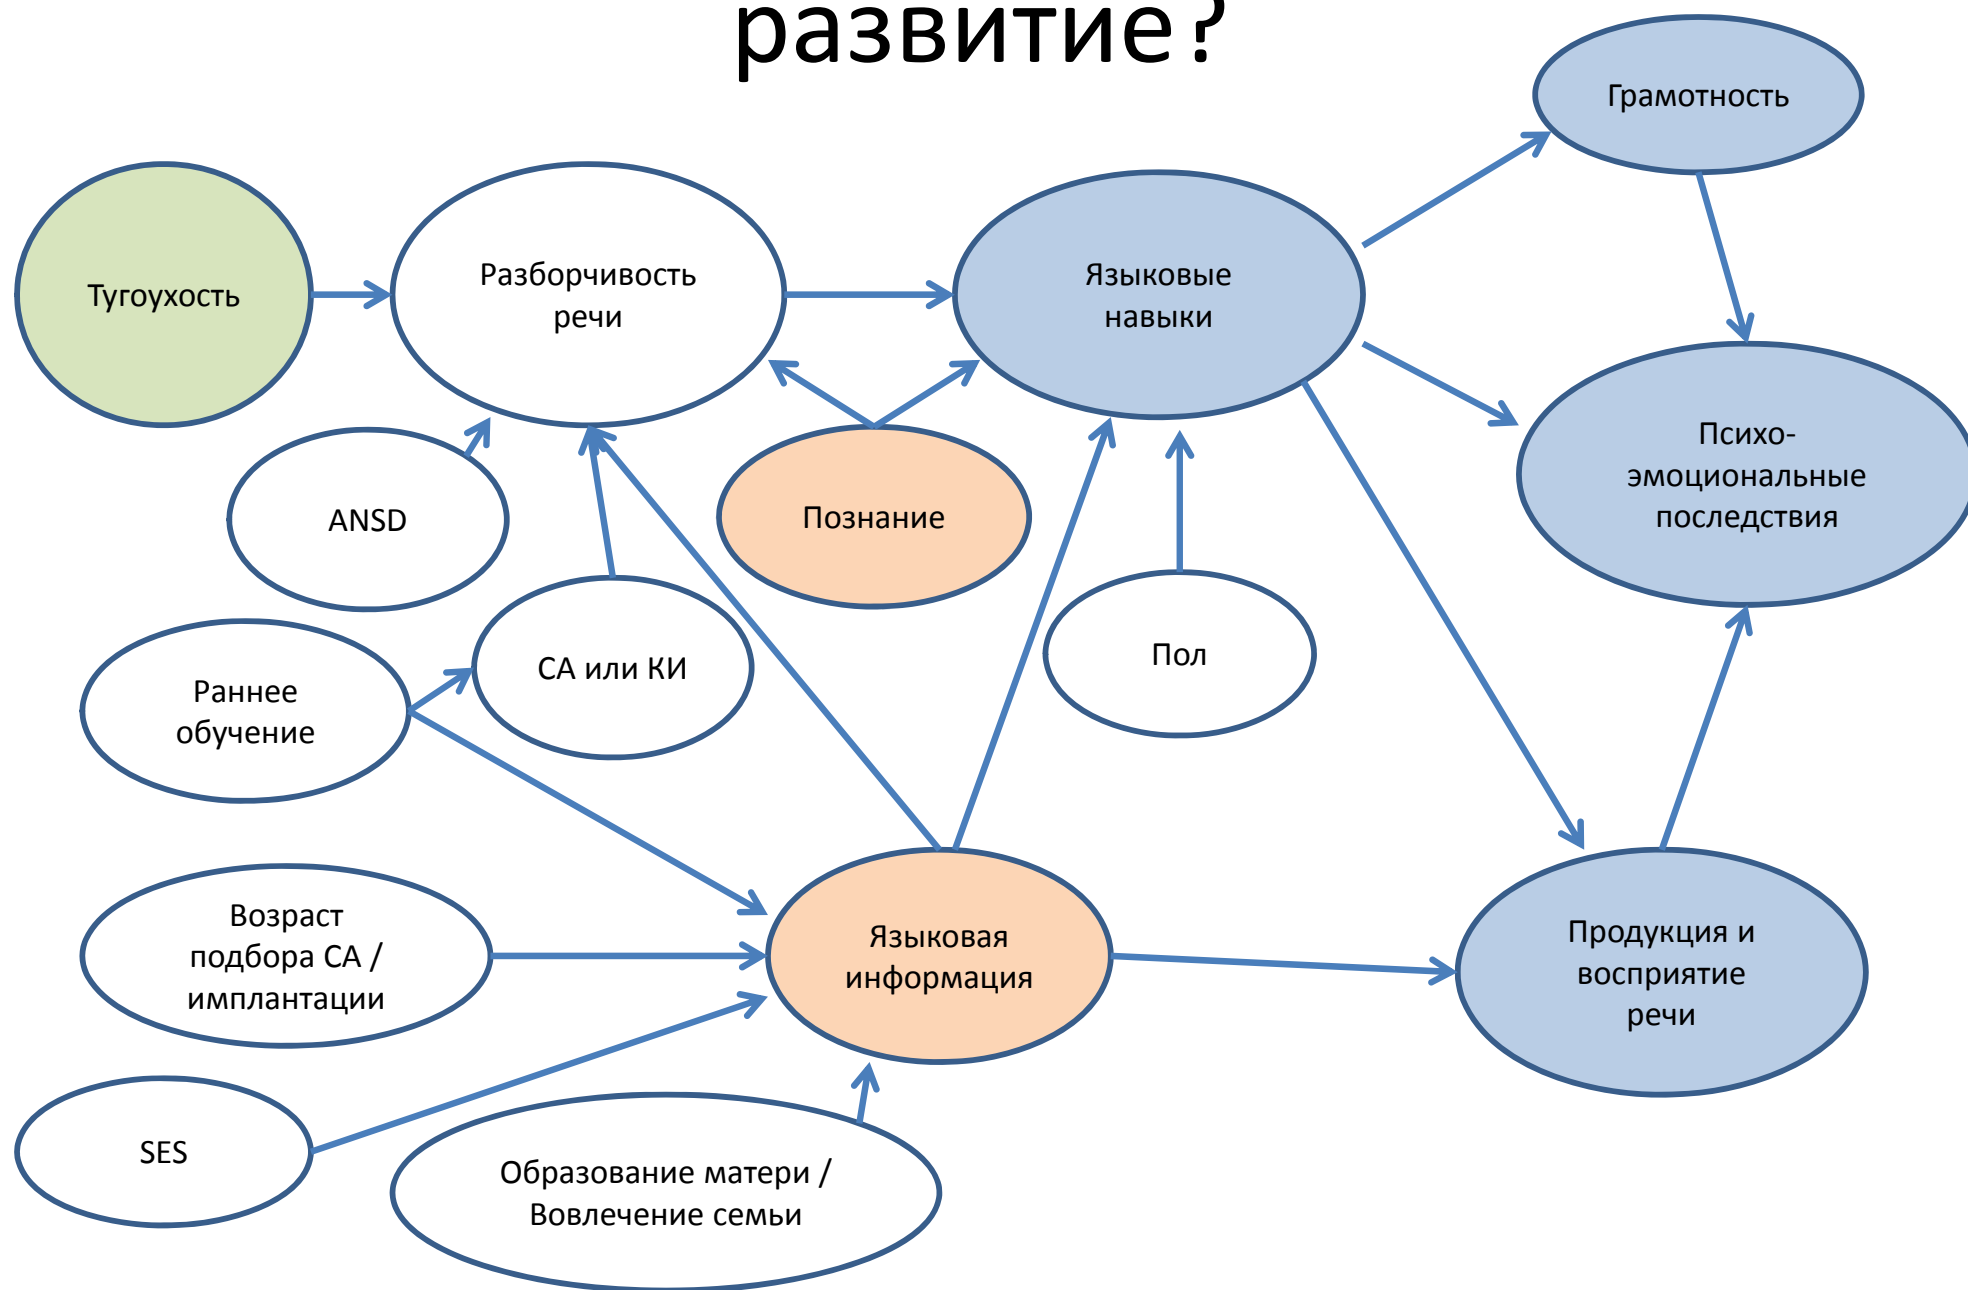 развитие?
Грамотность
Тугоухость
Разборчивость
речи
Языковые
навыки
Психо-
эмоциональные
последствия
ANSD
Познание
Раннее
обучение
СА или КИ
Пол
Возраст
подбора СА /
имплантации
Языковая
информация
Продукция и
восприятие
речи
SES
Образование матери /
Вовлечение семьи